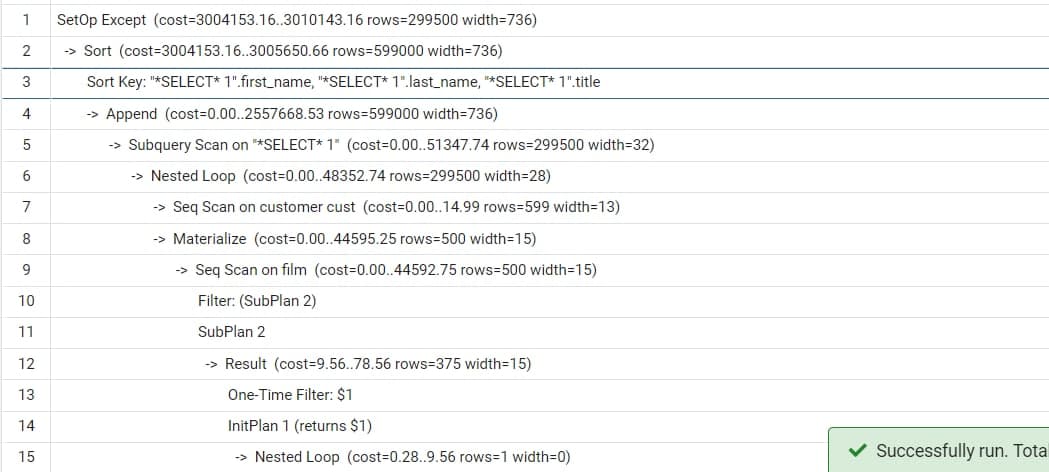 1 SetOp Except (cost=3004153.16..3010143.16 rows=299500 width=736)
2 -> Sort (cost=3004153.16..3005650.66 rows=599000 width=736)
3 Sort Key: "*SELECT* 1".first_name, "*SELECT* 1".last_name, "*SELECT* 1".title
4 -> Append (cost=0.00..2557668.53 rows=599000 width=736)
5 -> Subquery Scan on "*SELECT* 1" (cost=0.00..51347.74 rows=299500 width=32)
6 -> Nested Loop (cost=0.00..48352.74 rows=299500 width=28)
7 -> Seq Scan on customer cust (cost=0.00..14.99 rows=599 width=13)
8 -> Materialize (cost=0.00..44595.25 rows=500 width=15)
9 -> Seq Scan on film (cost=0.00..44592.75 rows=500 width=15)
10 Filter: (SubPlan 2)
11 SubPlan 2
12 -> Result (cost=9.56..78.56 rows=375 width=15)
13 One-Time Filter: $1
14 InitPlan 1 (returns $1)
15 -> Nested Loop (cost=0.28..9.56 rows=1 width=0)
Successfully run. Total